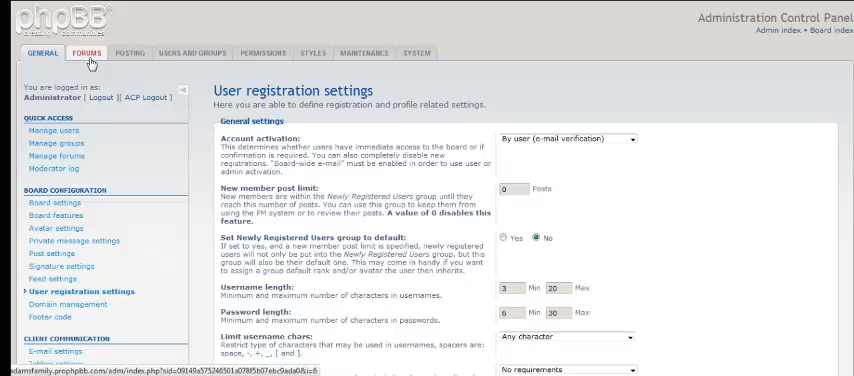 phpBB
creating communities
Administration Control Panel
Admin index • Board index
GENERAL FORUMS POSTING USERS AND GROUPS PERMISSIONS STYLES MAINTENANCE SYSTEM
You are logged in as:
Administrator [ Logout ][ ACP Logout ]
QUICK ACCESS
Manage users
Manage groups
Manage forums
Moderator log
BOARD CONFIGURATION
Board settings
Board features
Avatar settings
Private message settings
Post settings
Signature settings
Feed settings
User registration settings
Domain management
Footer code
CLIENT COMMUNICATION
E-mail settings
Jabber settings
User registration settings
Here you are able to define registration and profile related settings.
General settings
Account activation:
This determines whether users have immediate access to the board or if
confirmation is required. You can also completely disable new
registrations. "Board-wide e-mail" must be enabled in order to use user or
admin activation.
By user (e-mail verification)
New member post limit:
New members are within the Newly Registered Users group until they
reach this number of posts. You can use this group to keep them from
using the PM system or to review their posts. A value of 0 disables this
feature.
0 Posts
Set Newly Registered Users group to default:
If set to yes, and a new member post limit is specified, newly registered
users will not only be put into the Newly Registered Users group, but this
group will also be their default one. This may come in handy if you want
to assign a group default rank and/or avatar the user then inherits.
Yes No
Username length:
Minimum and maximum number of characters in usernames.
3 Min 20 Max
Password length:
Minimum and maximum number of characters in passwords.
6 Min 30 Max
Limit username chars:
Restrict type of characters that may be used in usernames, spacers are:
space, -, +, _, [ and ].
Any character
No requirements
adamsfamily.prophpbb.com/adm/index.php?sid=09149a575246501a078f5b07ebc9ada0&i=6